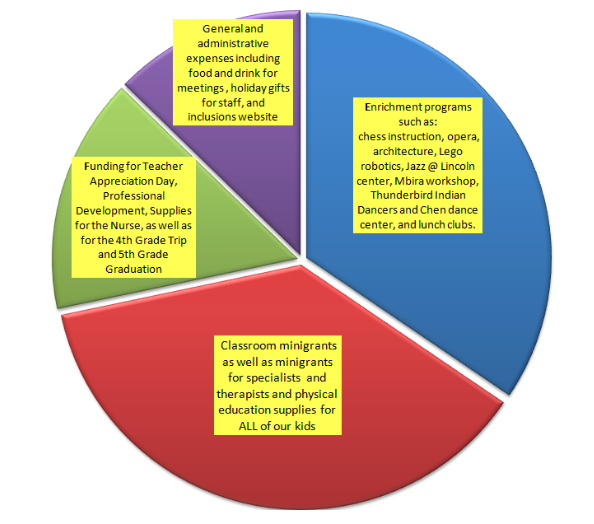 General and
administrative
expenses including
food and drink for
meetings , holiday gifts
for staff, and
inclusions website
Enrichment programs
such as:
chess instruction, opera,
architecture, Lego
robotics, Jazz @ Lincoln
center, Mbira workshop,
Thunderbird Indian
Dancers and Chen dance
center, and lunch clubs.
Funding for Teacher
Appreciation Day,
Professional
Development, Supplies
for the Nurse, as well as
for the 4th Grade Trip
and 5th Grade
Graduation
Classroom minigrants
as well as minigrants
for specialists and
therapists and physical
education supplies for
ALL of our kids